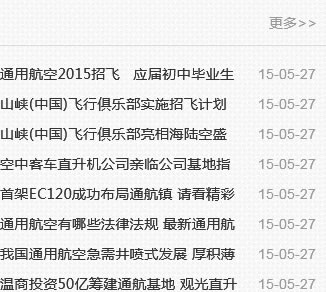 更多>>
通用航空2015招飞 应届初中毕业生 15-05-27
山峡(中国)飞行俱乐部实施招飞计划 15-05-27
山峡(中国)飞行俱乐部亮相海陆空盛 15-05-27
空中客车直升机公司亲临公司基地指 15-05-27
首架EC120成功布局通航镇 请看精彩 15-05-27
通用航空有哪些法律法规 最新通用航 15-05-27
我国通用航空急需井喷式发展 厚积薄 15-05-27
温商投资50亿筹建通航基地 观光直升 15-05-27